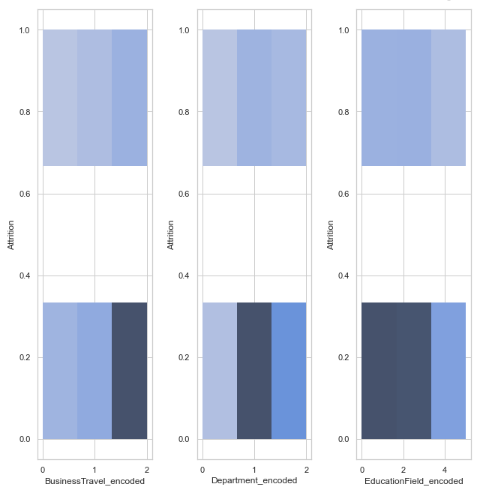 1.0
0.8
0.6
0.4
0.2
0.0
Attrition
0 1 2
BusinessTravel_encoded
1.0
0.8
0.6
0.4
0.2
0.0
Attrition
0 1 2
Department_encoded
1.0
0.8
0.6
0.4
0.2
0.0
Attrition
0 2 4
EducationField_encoded